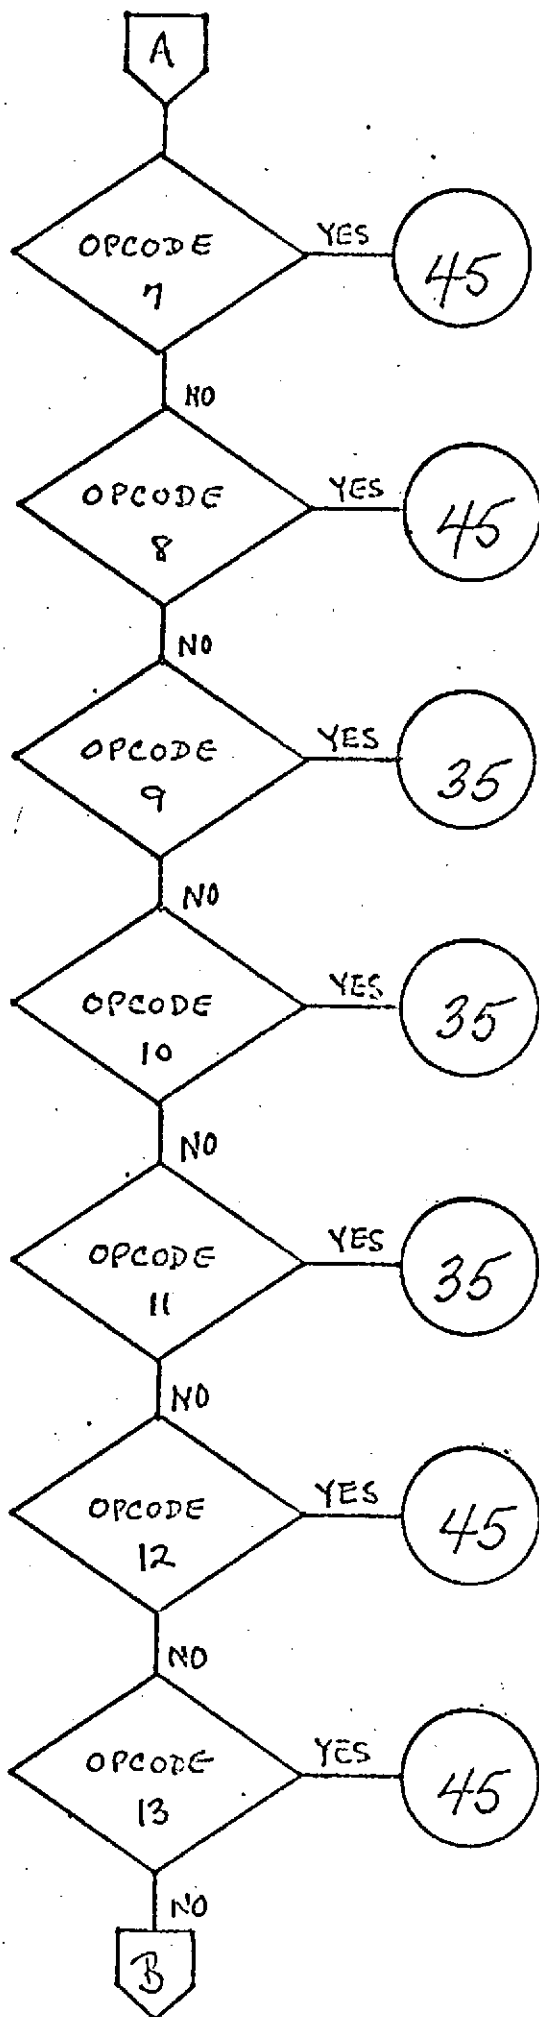 A
OPCODE
7
YES
45
NO
OPCODE
8
YES
45
NO
OPCODE
9
YES
35
NO
OPCODE
10
YES
35
NO
OPCODE
11
YES
35
NO
OPCODE
12
YES
45
NO
OPCODE
13
YES
45
NO
B